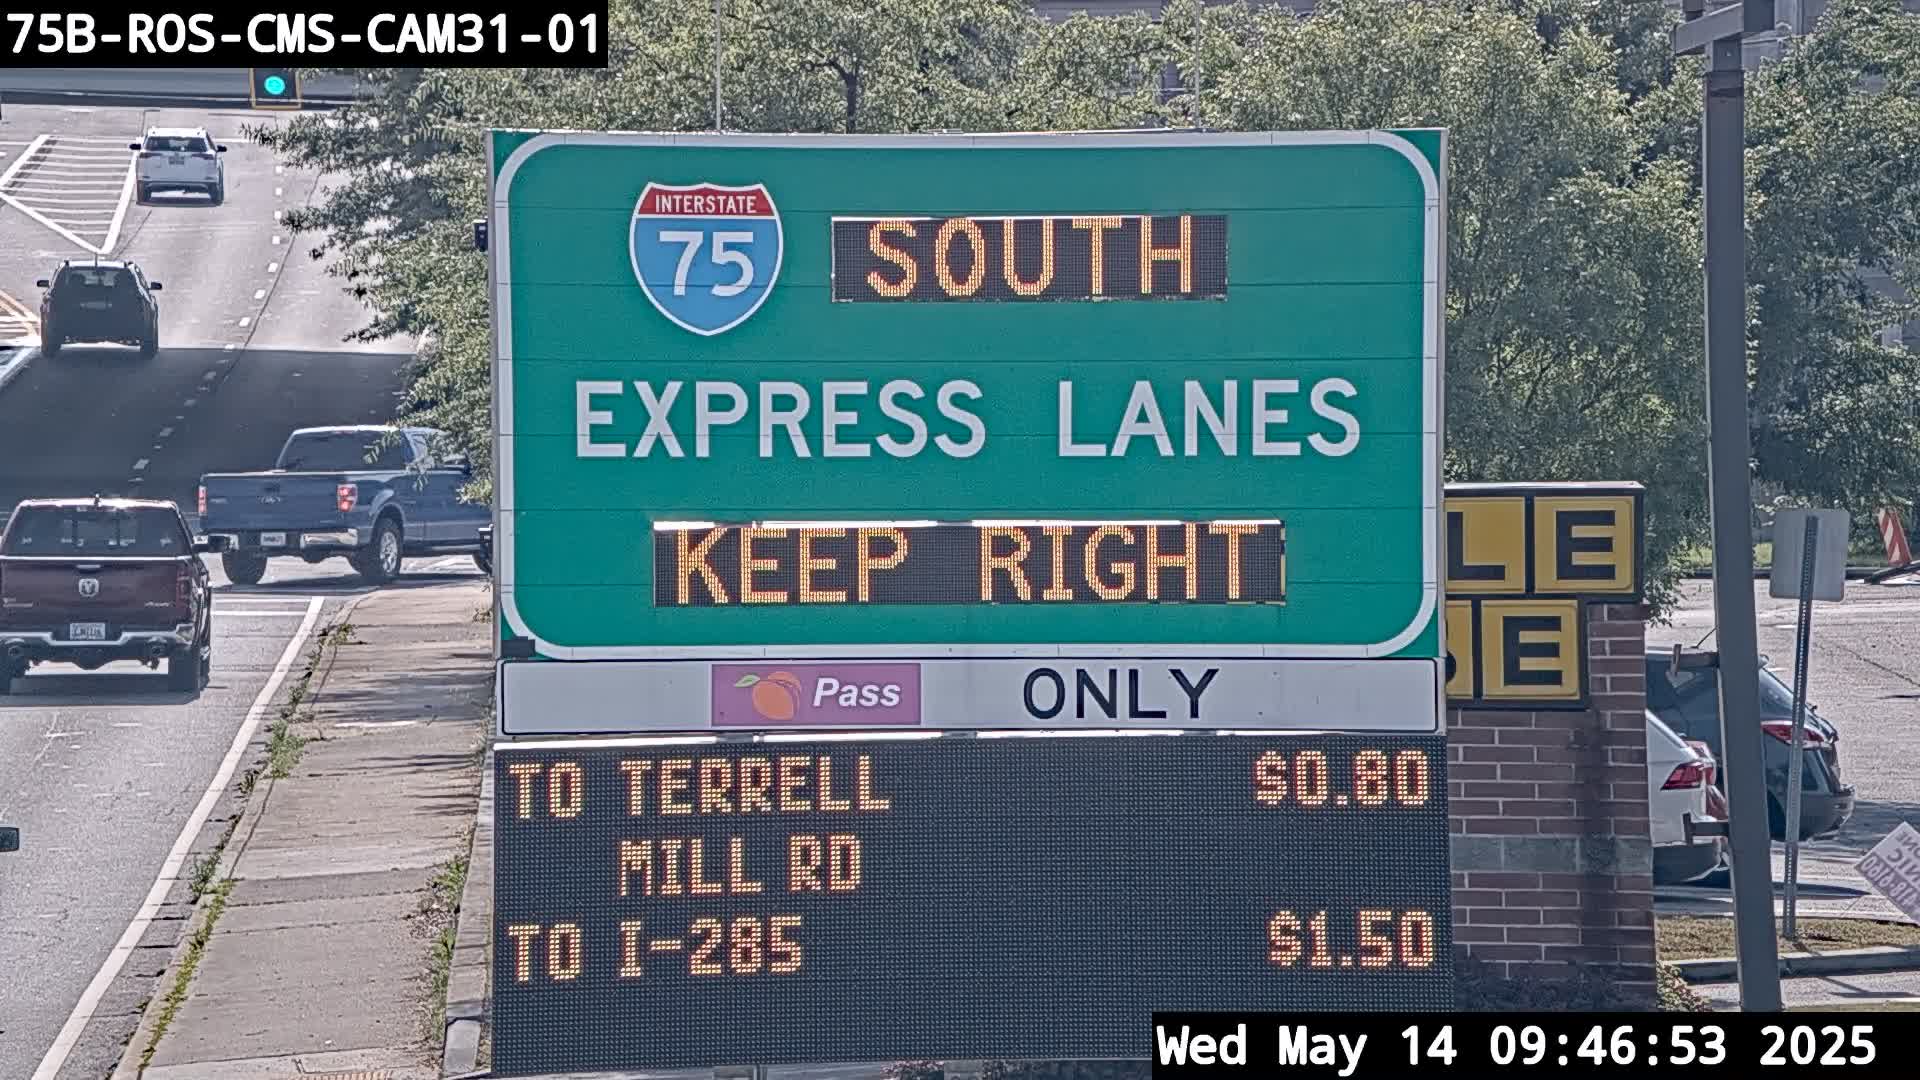 75B-ROS-CMS-CAM31-01
INTERSTATE
75
SOUTH
EXPRESS LANES
KEEP RIGHT
Pass ONLY
TO TERRELL $0.80
MILL RD
TO I-285 $1.50
LE
E
Wed May 14 09:46:53 2025